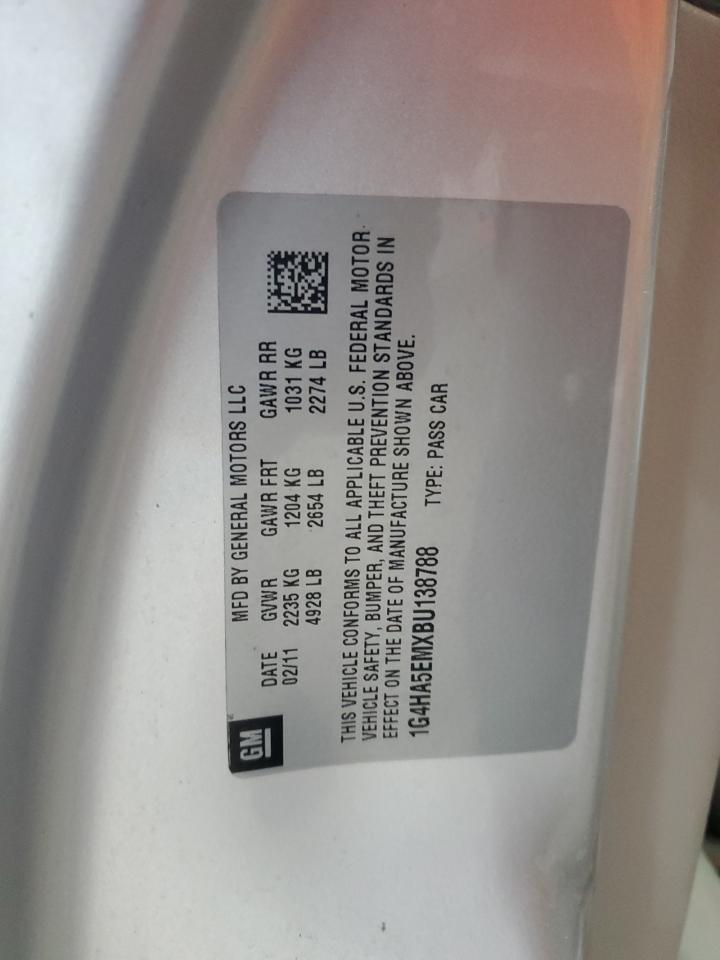 GM
MFD BY GENERAL MOTORS LLC
DATE GVWR GAWR FRT GAWR RR
02/11 2235 KG 1204 KG 1031 KG
4928 LB 2654 LB 2274 LB
THIS VEHICLE CONFORMS TO ALL APPLICABLE U.S. FEDERAL MOTOR
VEHICLE SAFETY, BUMPER, AND THEFT PREVENTION STANDARDS IN
EFFECT ON THE DATE OF MANUFACTURE SHOWN ABOVE.
1G4HA5EMXBU138788 TYPE: PASS CAR